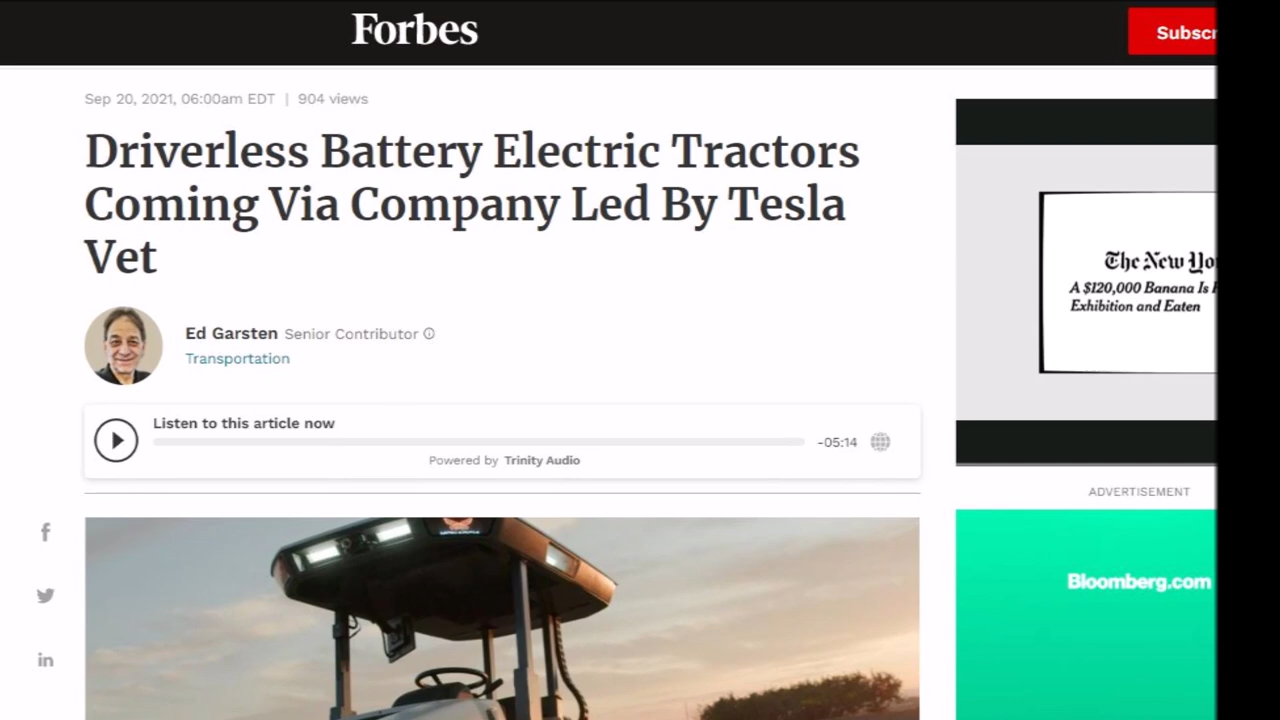 Forbes
Subscr
Sep 20, 2021, 06:00am EDT | 904 views
Driverless Battery Electric Tractors
Coming Via Company Led By Tesla
Vet
Ed Garsten Senior Contributor
Transportation
Listen to this article now
-05:14
Powered by Trinity Audio
The New Yo
A $120,000 Banana Is
Exhibition and Eaten
ADVERTISEMENT
Bloomberg.com